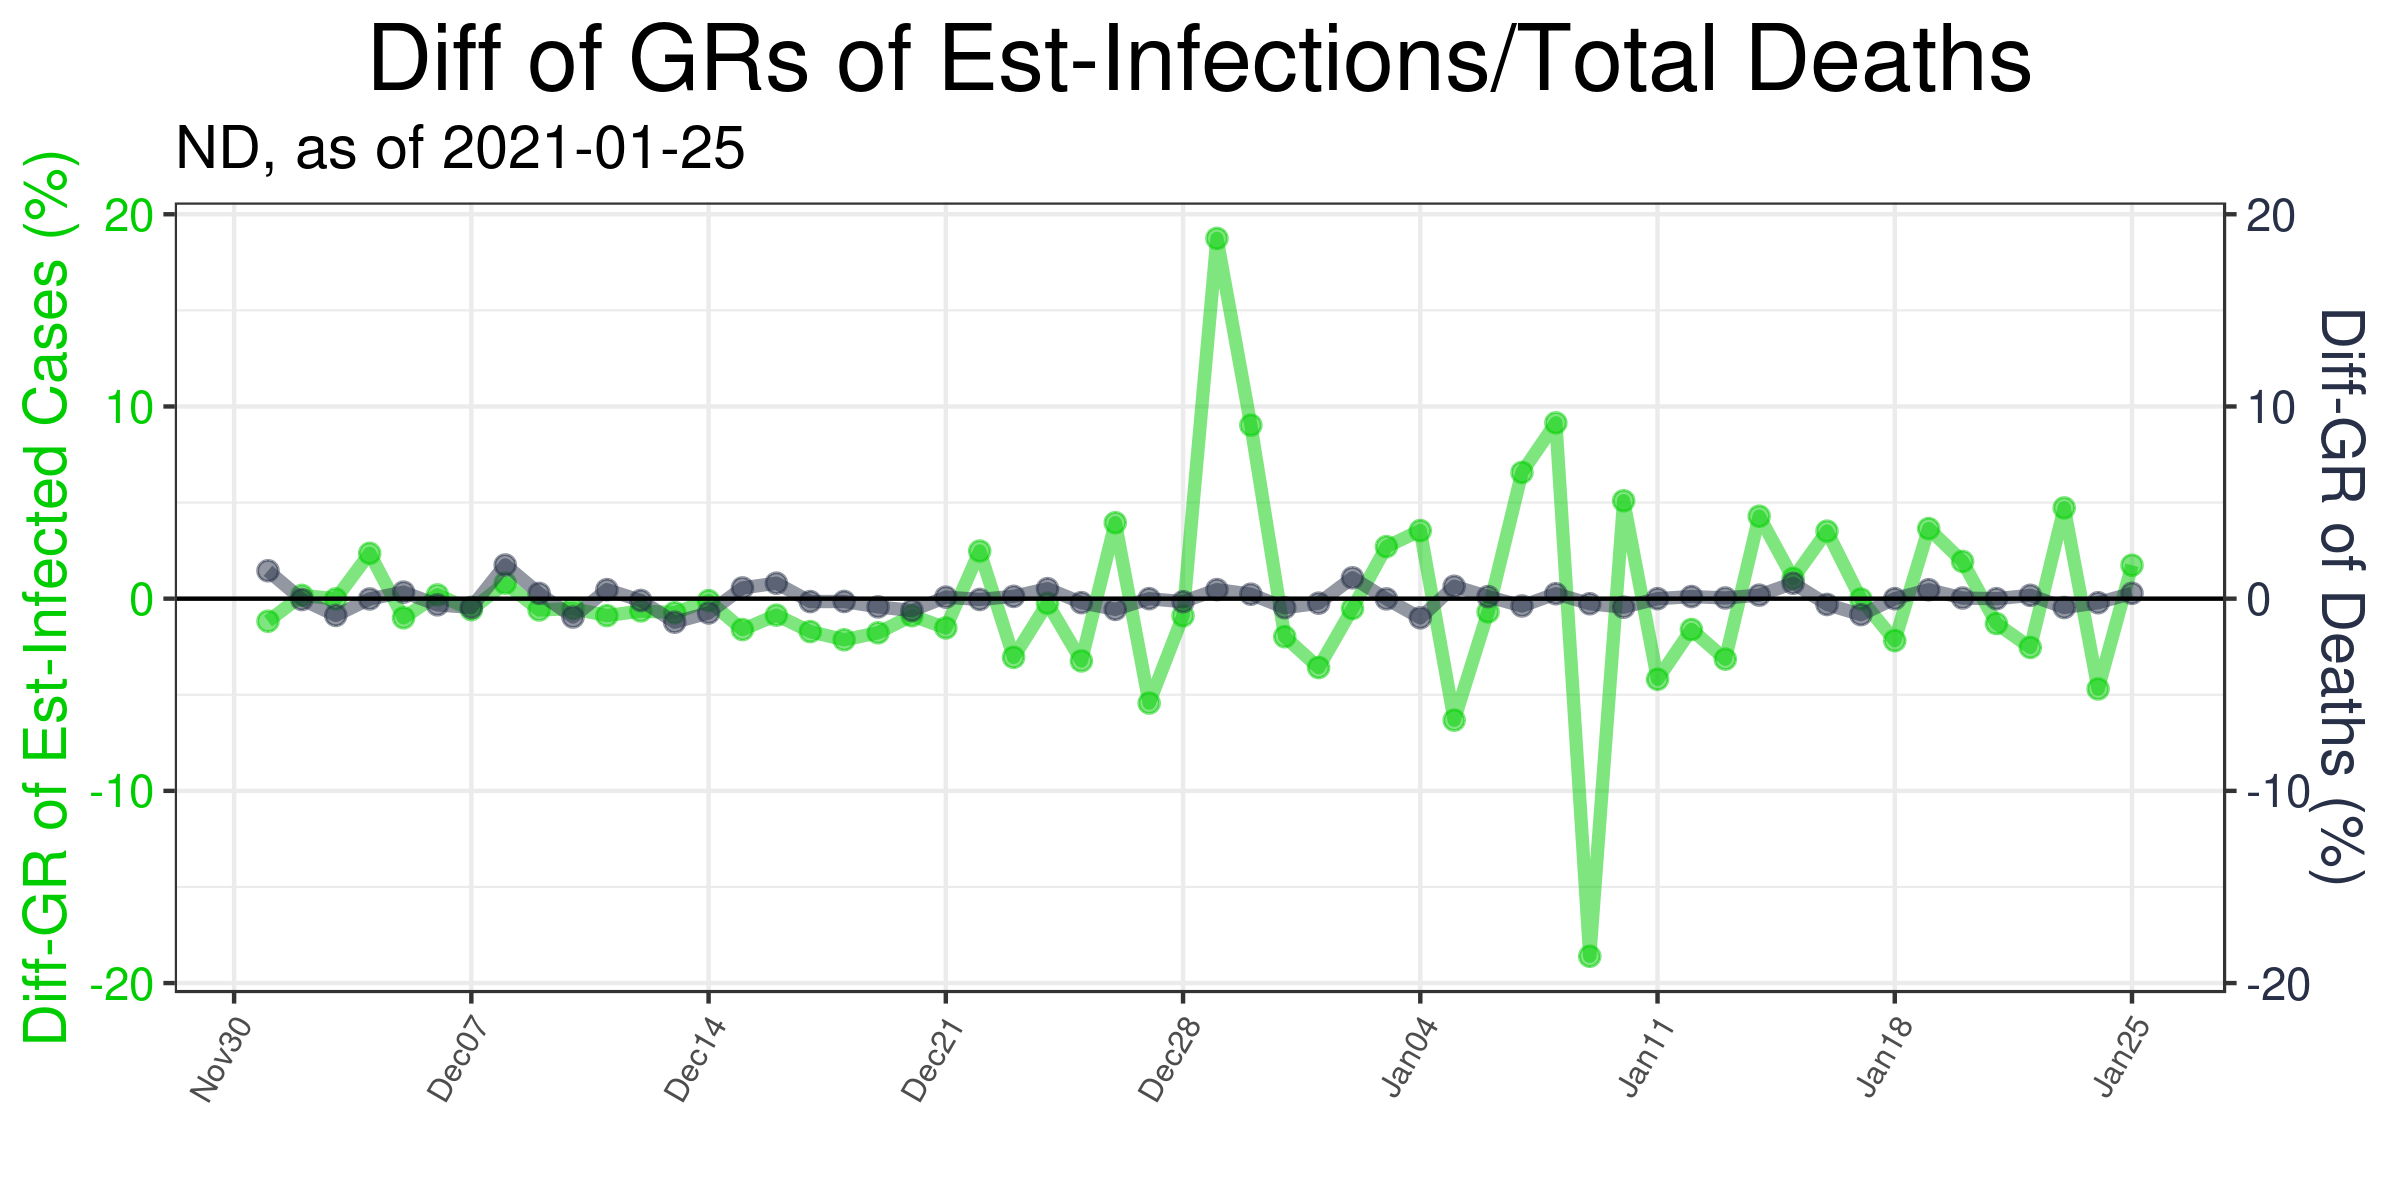 Diff of GRs of Est-Infections/Total Deaths
ND, as of 2021-01-25
Diff-GR of Est-Infected Cases (%)
20
10
0
-10
-20
20
10
0
-10
-20
Diff-GR of Deaths (%)
Nov30
Dec07
Dec14
Dec21
Dec28
Jan04
Jan11
Jan18
Jan25